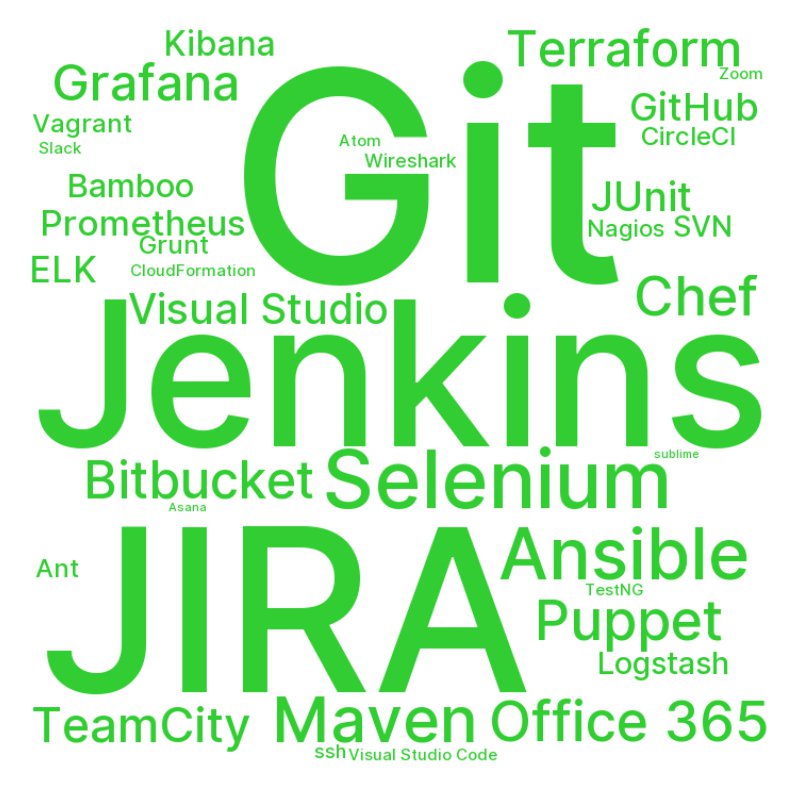 Kibana
Terraform
Grafana
Zoom
Git
GitHub
Vagrant
CircleCI
Slack
Atom
Wireshark
Bamboo
JUnit
Prometheus
Nagios
SVN
Grunt
ELK
CloudFormation
Chef
Visual Studio
Jenkins
sublime
Bitbucket
Selenium
Asana
JIRA
Ansible
Ant
TestNG
Puppet
Logstash
TeamCity
Maven
Office 365
ssh
Visual Studio Code